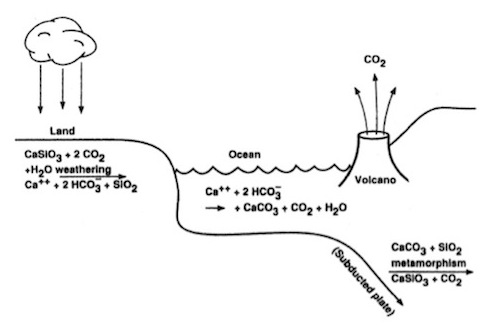 CO₂
Land
CaSIO₃ + 2 CO₂
+H₂O weathering
Ca⁺⁺ + 2 HCO₃⁻ + SIO₂
Ocean
Ca⁺⁺ + 2 HCO₃⁻
→ + CaCO₃ + CO₂ + H₂O
Volcano
(Subducted plate)
CaCO₃ + SIO₂
metamorphism
CaSIO₃ + CO₂